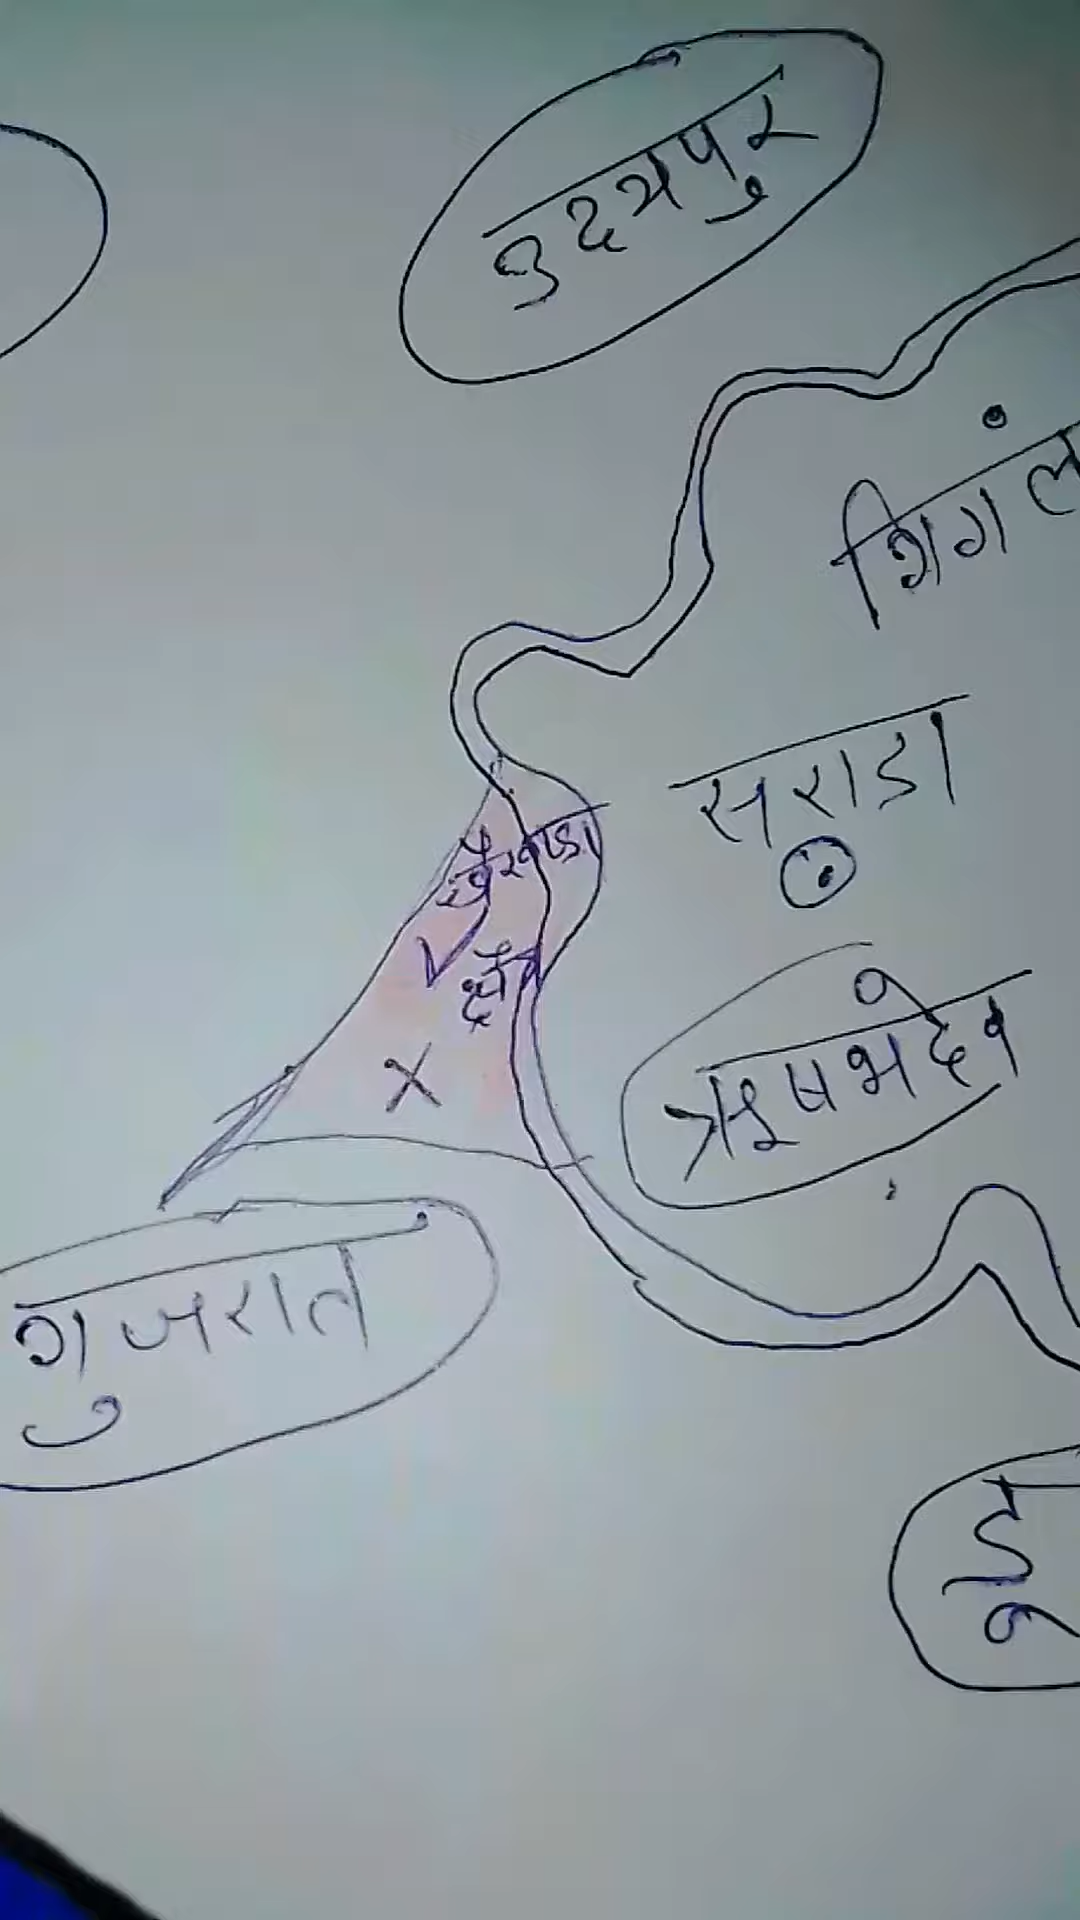 उदयपुर
सराडा
खैरवाडा
क्षे
ऋषभदेव
गुजरात